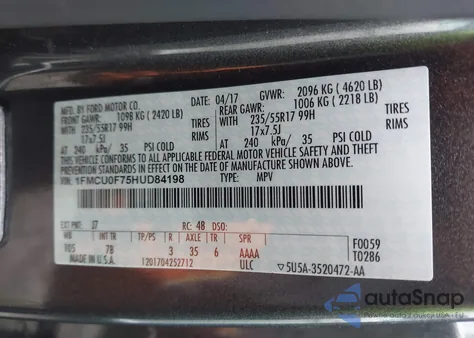 MFD. BY FORD MOTOR CO.
DATE: 04/17 GVWR: 2096 KG ( 4620 LB)
FRONT GAWR: 1098 KG ( 2420 LB) REAR GAWR: 1006 KG ( 2218 LB)
WITH 235/55R17 99H TIRES WITH 235/55R17 99H TIRES
17x7.5J RIMS 17x7.5J RIMS
AT 240 kPa/ 35 PSI COLD AT 240 kPa/ 35 PSI COLD
THIS VEHICLE CONFORMS TO ALL APPLICABLE FEDERAL MOTOR VEHICLE SAFETY AND THEFT PREVENTION STANDARDS IN EFFECT ON THE DATE OF MANUFACTURE SHOWN ABOVE.
VIN: 1FMCU0F75HUD84198
TYPE: MPV
EXT PNT: J7 RC: 48 DSO: F0059
INT TR TP/PS R AXLE TR SPR T0286
7B 3 35 6 AAAA
MADE IN U.S.A. 1201704252712 ULC 5U5A-3520472-AA
autoSnap